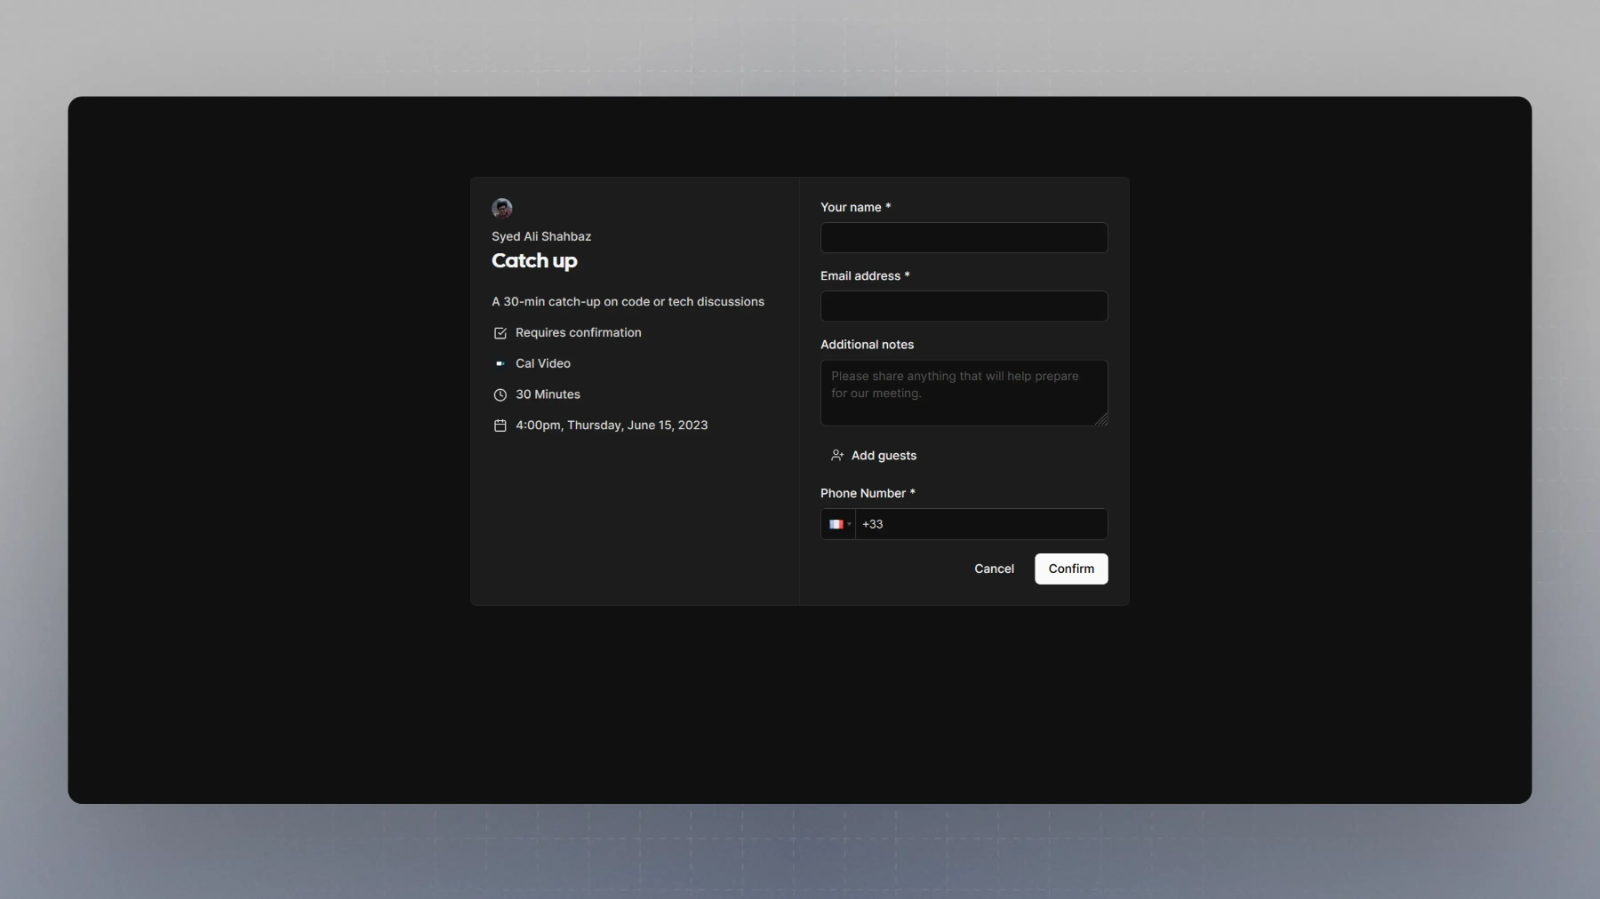 Syed Ali Shahbaz
Catch up
A 30-min catch-up on code or tech discussions
Requires confirmation
Cal Video
30 Minutes
4:00pm, Thursday, June 15, 2023
Your name *
Email address *
Additional notes
Please share anything that will help prepare
for our meeting.
Add guests
Phone Number *
+33
Cancel
Confirm